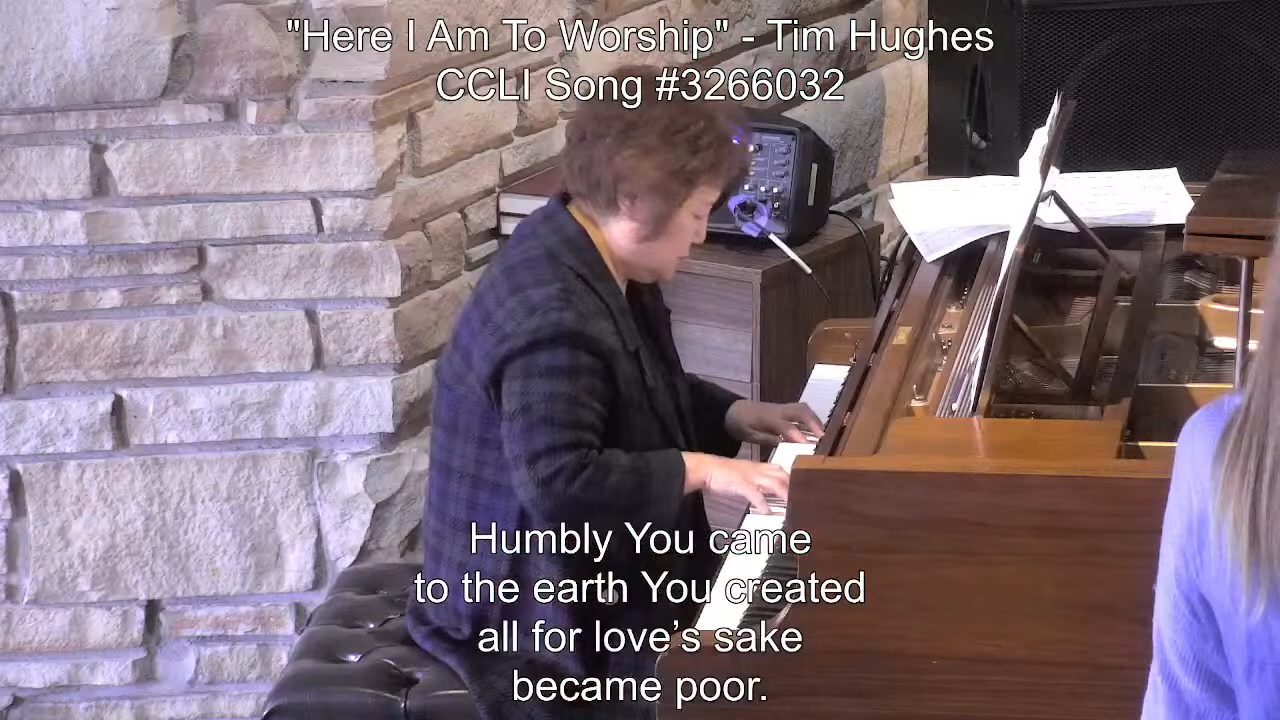 "Here I Am To Worship" - Tim Hughes
CCLI Song #3266032
Humbly You came
to the earth You created
all for love’s sake
became poor.